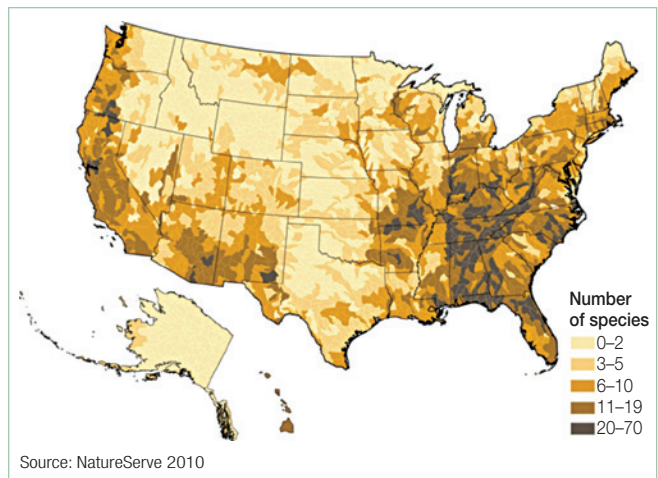 Number
of species
0–2
3–5
6–10
11–19
20–70
Source: NatureServe 2010